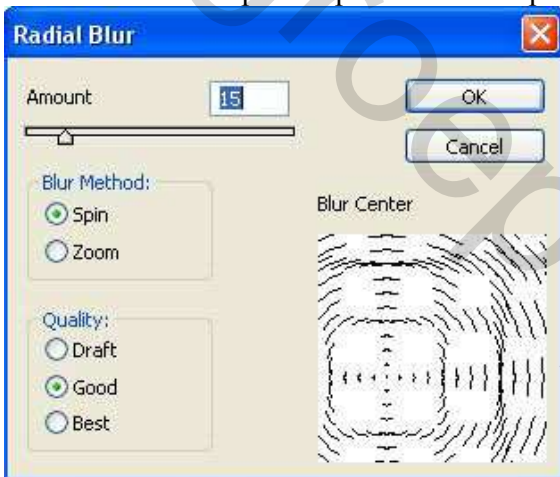 Radial Blur
Amount 15
OK
Cancel
Blur Method:
Spin
Zoom
Blur Center
Quality:
Draft
Good
Best